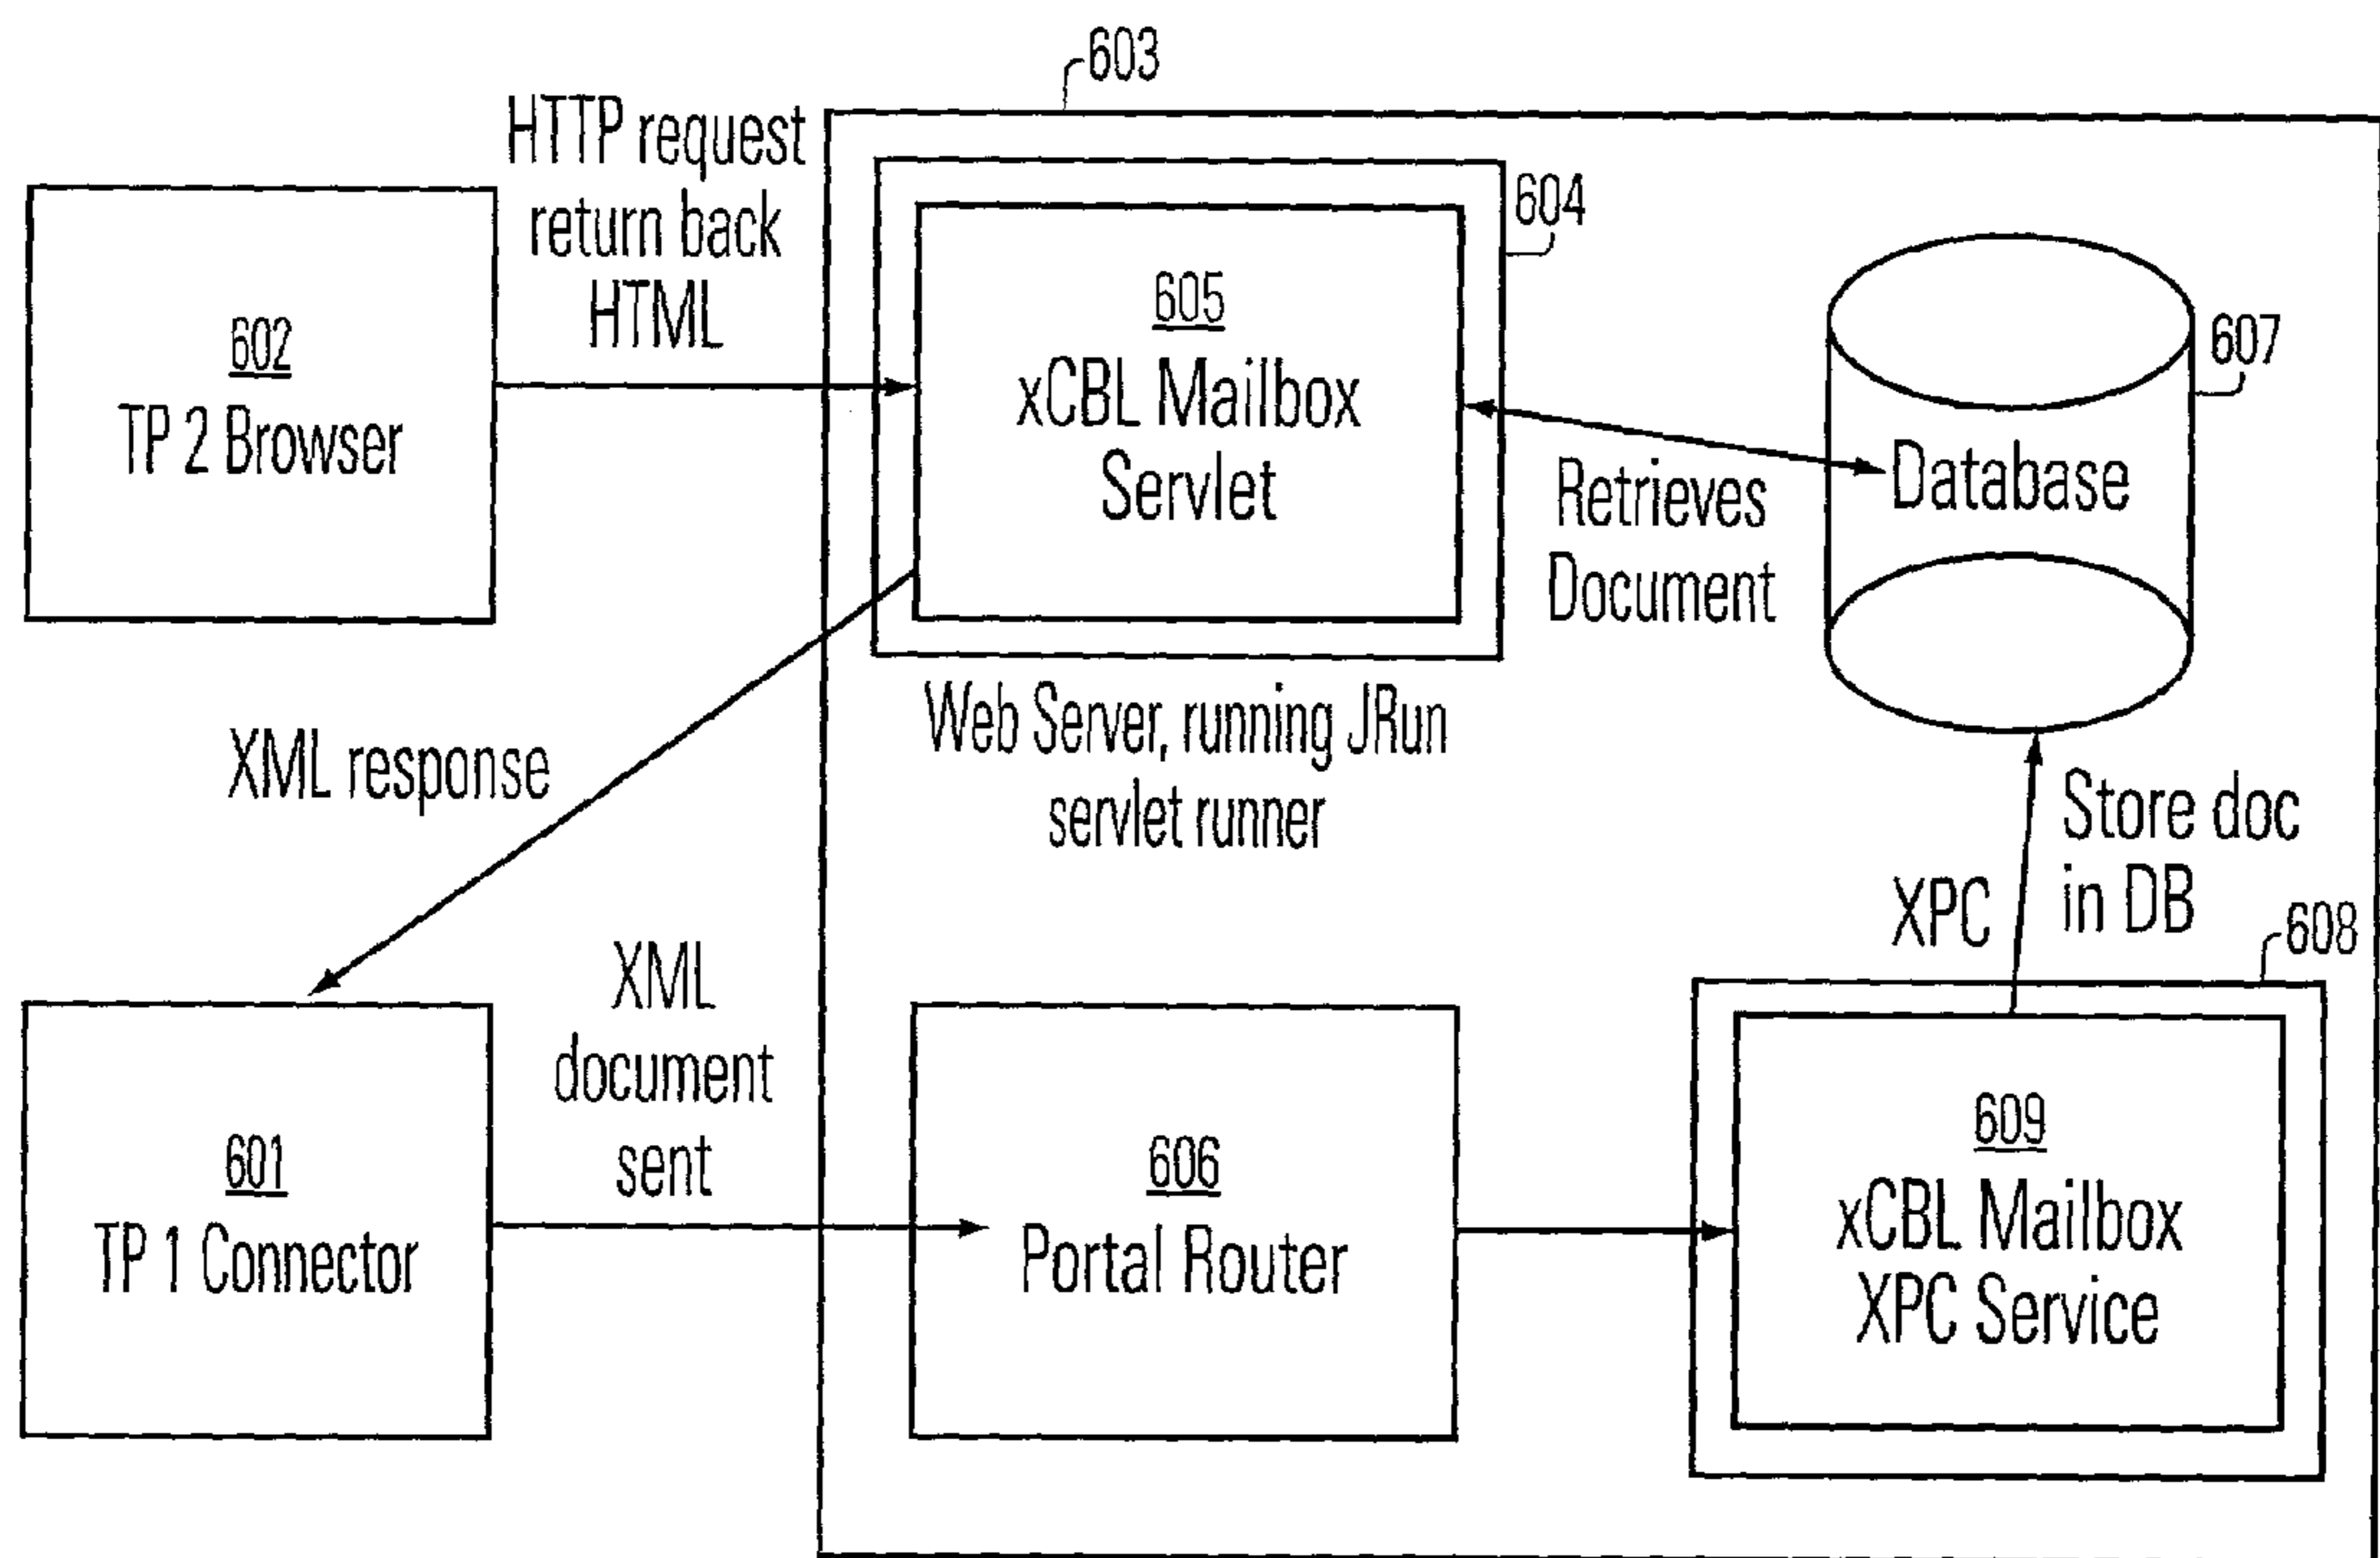 603
HTTP request
return back
HTML
604
602
TP 2 Browser
605
xCBL Mailbox
Servlet
607
Database
Retrieves
Document
Web Server, running JRun
servlet runner
XML response
Store doc
in DB
XPC
608
XML
document
sent
601
TP 1 Connector
606
Portal Router
609
xCBL Mailbox
XPC Service